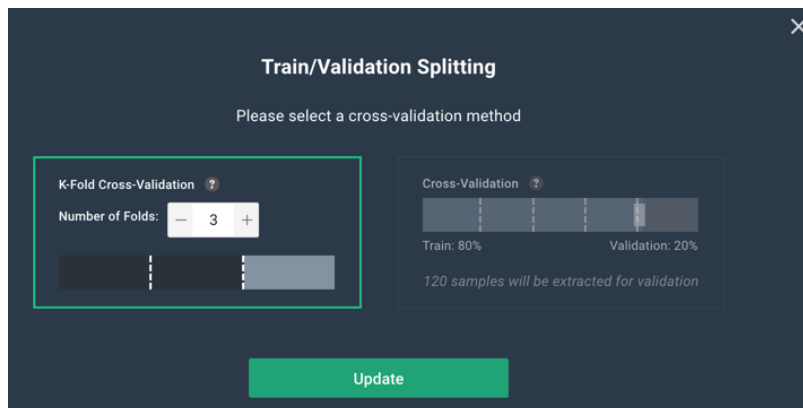 Train/Validation Splitting
Please select a cross-validation method
K-Fold Cross-Validation ?
Number of Folds: − 3 +
Cross-Validation ?
Train: 80% Validation: 20%
120 samples will be extracted for validation
Update